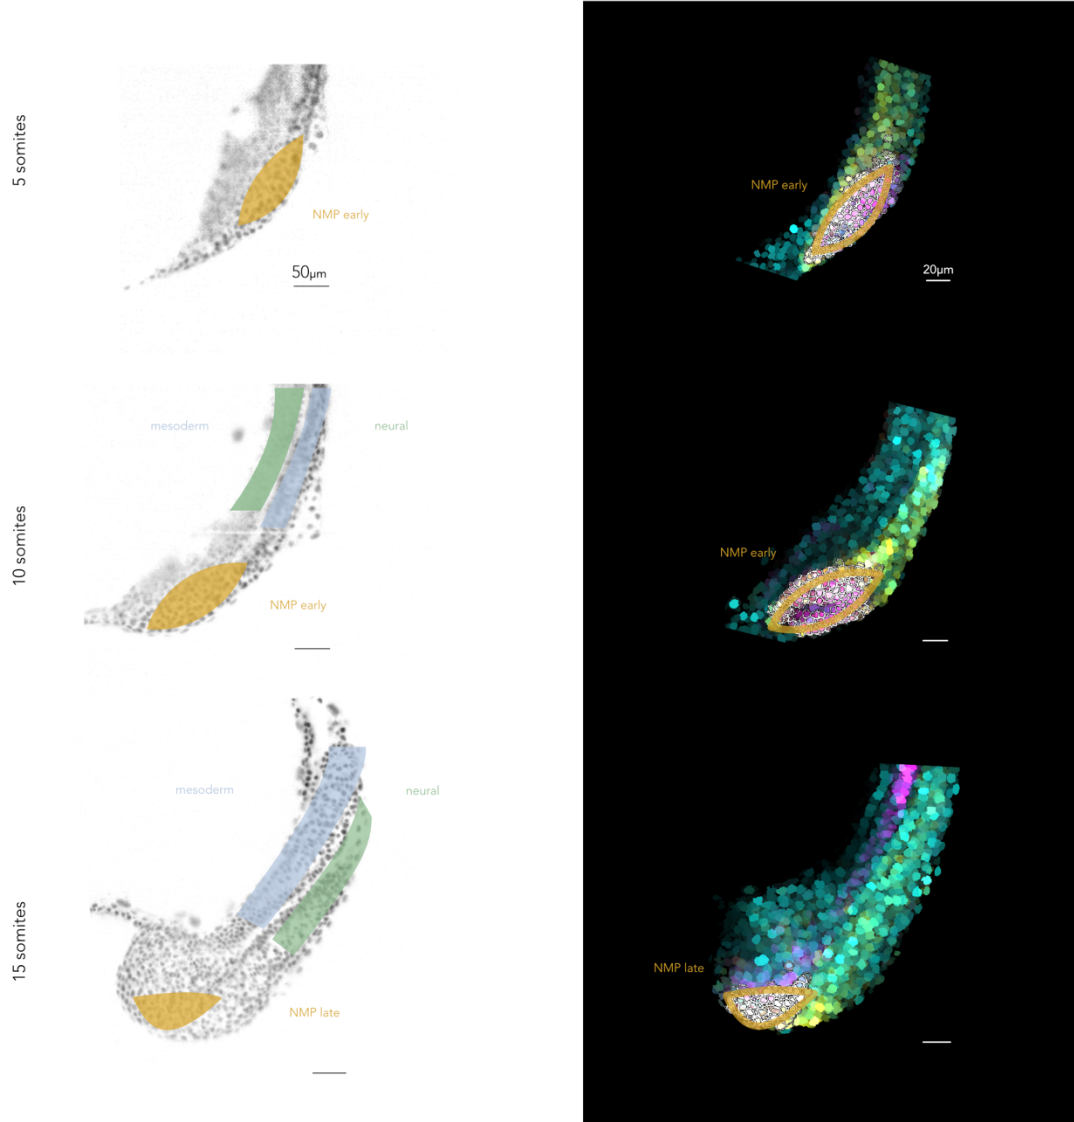 5 somites
NMP early
50μm
NMP early
20μm
10 somites
mesoderm
neural
NMP early
NMP early
15 somites
mesoderm
neural
NMP late
NMP late